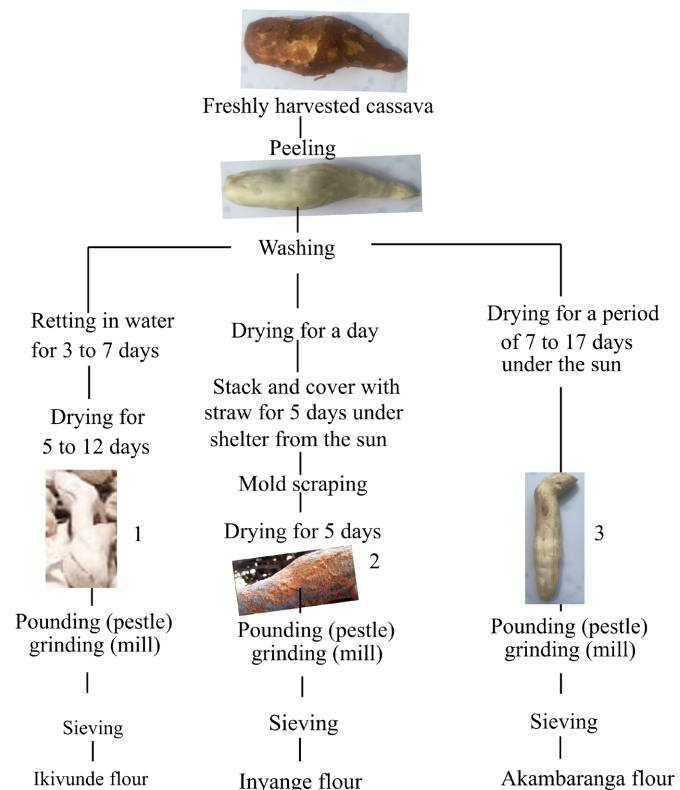 Freshly harvested cassava
Peeling
Washing
Retting in water
for 3 to 7 days
Drying for
5 to 12 days
1
Pounding (pestle)
grinding (mill)
Sieving
Ikivunde flour
Drying for a day
Stack and cover with
straw for 5 days under
shelter from the sun
Mold scraping
Drying for 5 days
2
Pounding (pestle)
grinding (mill)
Sieving
Inyange flour
Drying for a period
of 7 to 17 days
under the sun
3
Pounding (pestle)
grinding (mill)
Sieving
Akambaranga flour